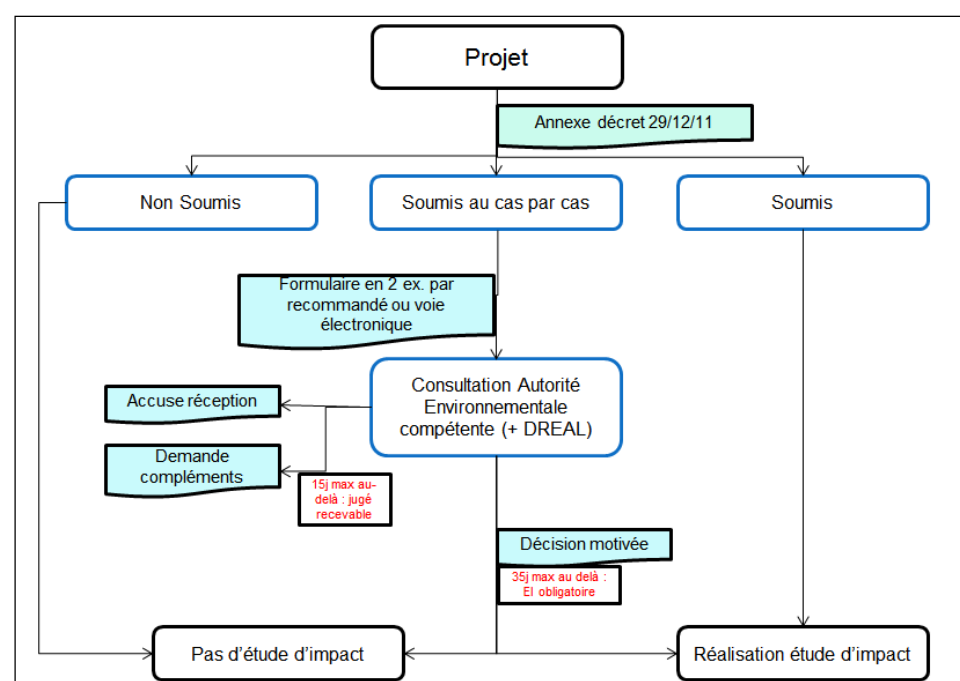 Projet
Annexe décret 29/12/11
Non Soumis
Soumis au cas par cas
Soumis
Formulaire en 2 ex. par
recommandé ou voie
électronique
Consultation Autorité
Environnementale
compétente (+ DREAL)
Accuse réception
Demande
compléments
15j max au-
delà : jugé
recevable
Décision motivée
35j max au delà :
EI obligatoire
Pas d'étude d'impact
Réalisation étude d'impact